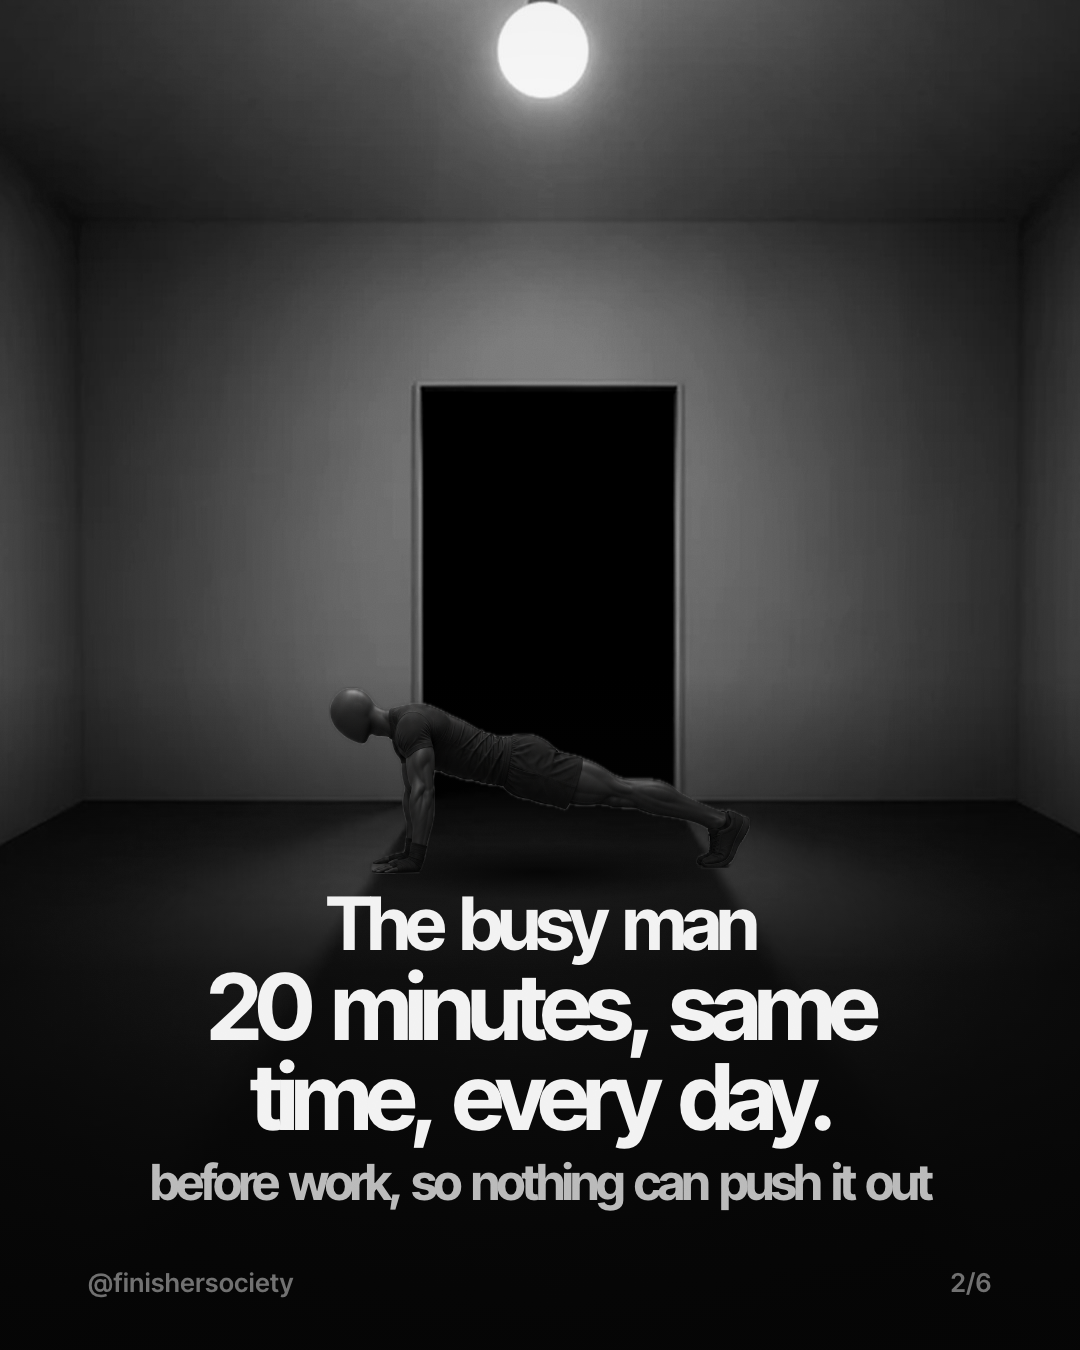 The busy man
20 minutes, same
time, every day.
before work, so nothing can push it out
@finishersociety
2/6